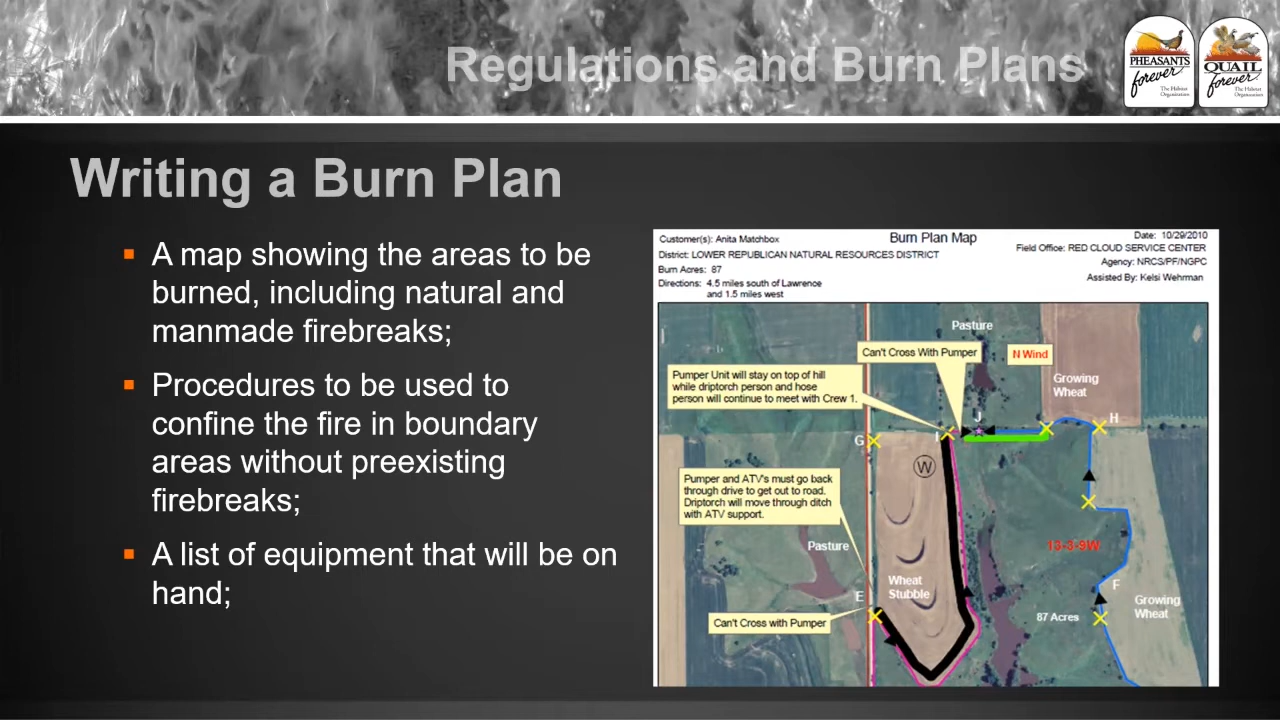 Regulations and Burn Plans
PHEASANTS
forever
The Habitat
Organization
QUAIL
forever
The Habitat
Organization
Writing a Burn Plan
A map showing the areas to be
burned, including natural and
manmade firebreaks;
Procedures to be used to
confine the fire in boundary
areas without preexisting
firebreaks;
A list of equipment that will be on
hand;
Customer(s): Anita Matchbox
Burn Plan Map
Date: 10/29/2010
District: LOWER REPUBLICAN NATURAL RESOURCES DISTRICT
Field Office: RED CLOUD SERVICE CENTER
Burn Acres: 87
Agency: NRCS/PF/NGPC
Directions: 4.5 miles south of Lawrence
and 1.5 miles west
Assisted By: Kelsi Wehrman
Pasture
Can't Cross With Pumper
N Wind
Pumper Unit will stay on top of hill
while driptorch person and hose
person will continue to meet with Crew 1.
Growing
Wheat
J
H
G
I
W
Pumper and ATV's must go back
through drive to get out to road.
Driptorch will move through ditch
with ATV support.
Pasture
13-3-9W
Wheat
Stubble
E
F
Growing
Wheat
87 Acres
Can't Cross with Pumper